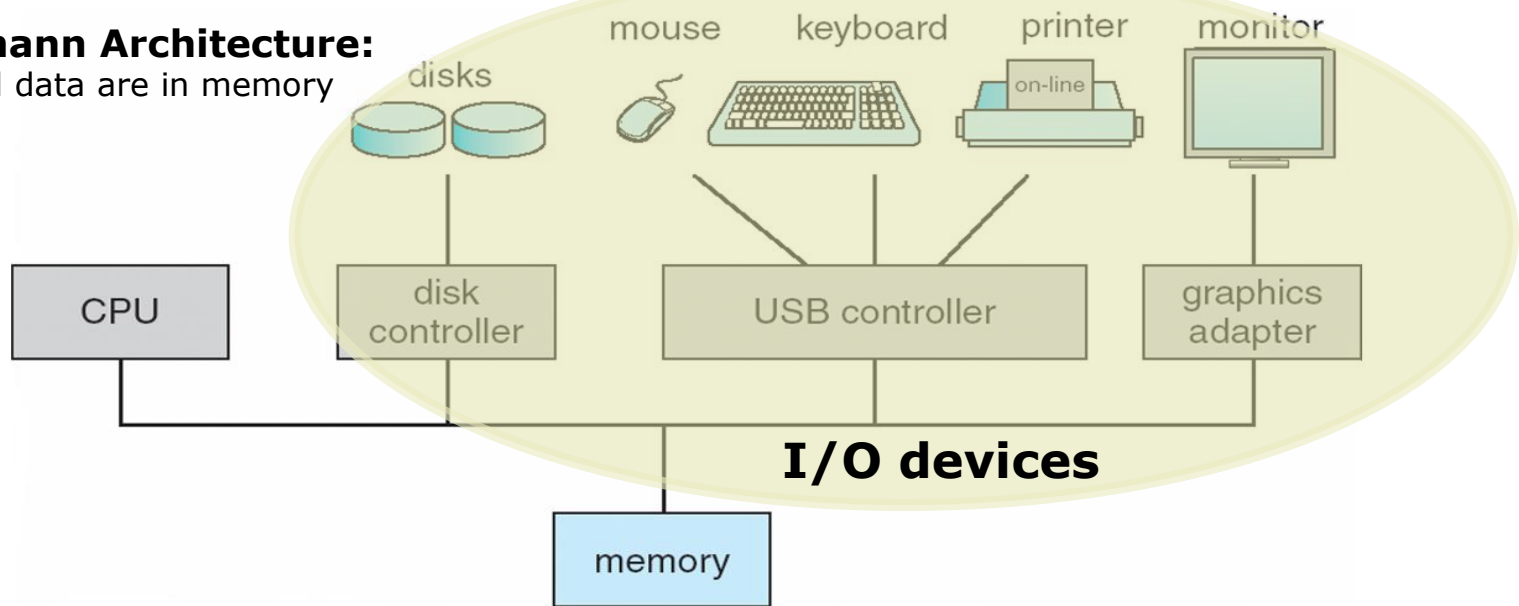 mann Architecture:
data are in memory
disks
mouse
keyboard
printer
monitor
on-line
CPU
disk
controller
USB controller
graphics
adapter
I/O devices
memory